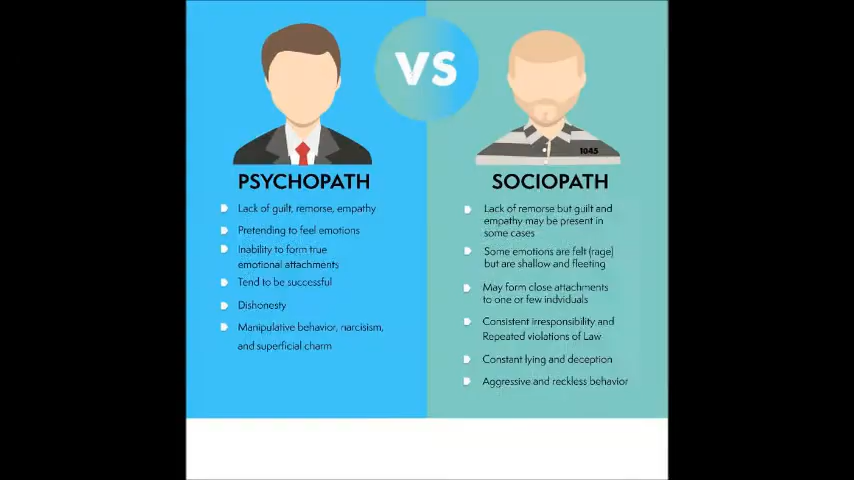 VS
1045
PSYCHOPATH
Lack of guilt, remorse, empathy
Pretending to feel emotions
Inability to form true
emotional attachments
Tend to be successful
Dishonesty
Manipulative behavior, narcisism,
and superficial charm
SOCIOPATH
Lack of remorse but guilt and
empathy may be present in
some cases
Some emotions are felt (rage)
but are shallow and fleeting
May form close attachments
to one or few indviduals
Consistent irresponsibility and
Repeated violations of Law
Constant lying and deception
Aggressive and reckless behavior